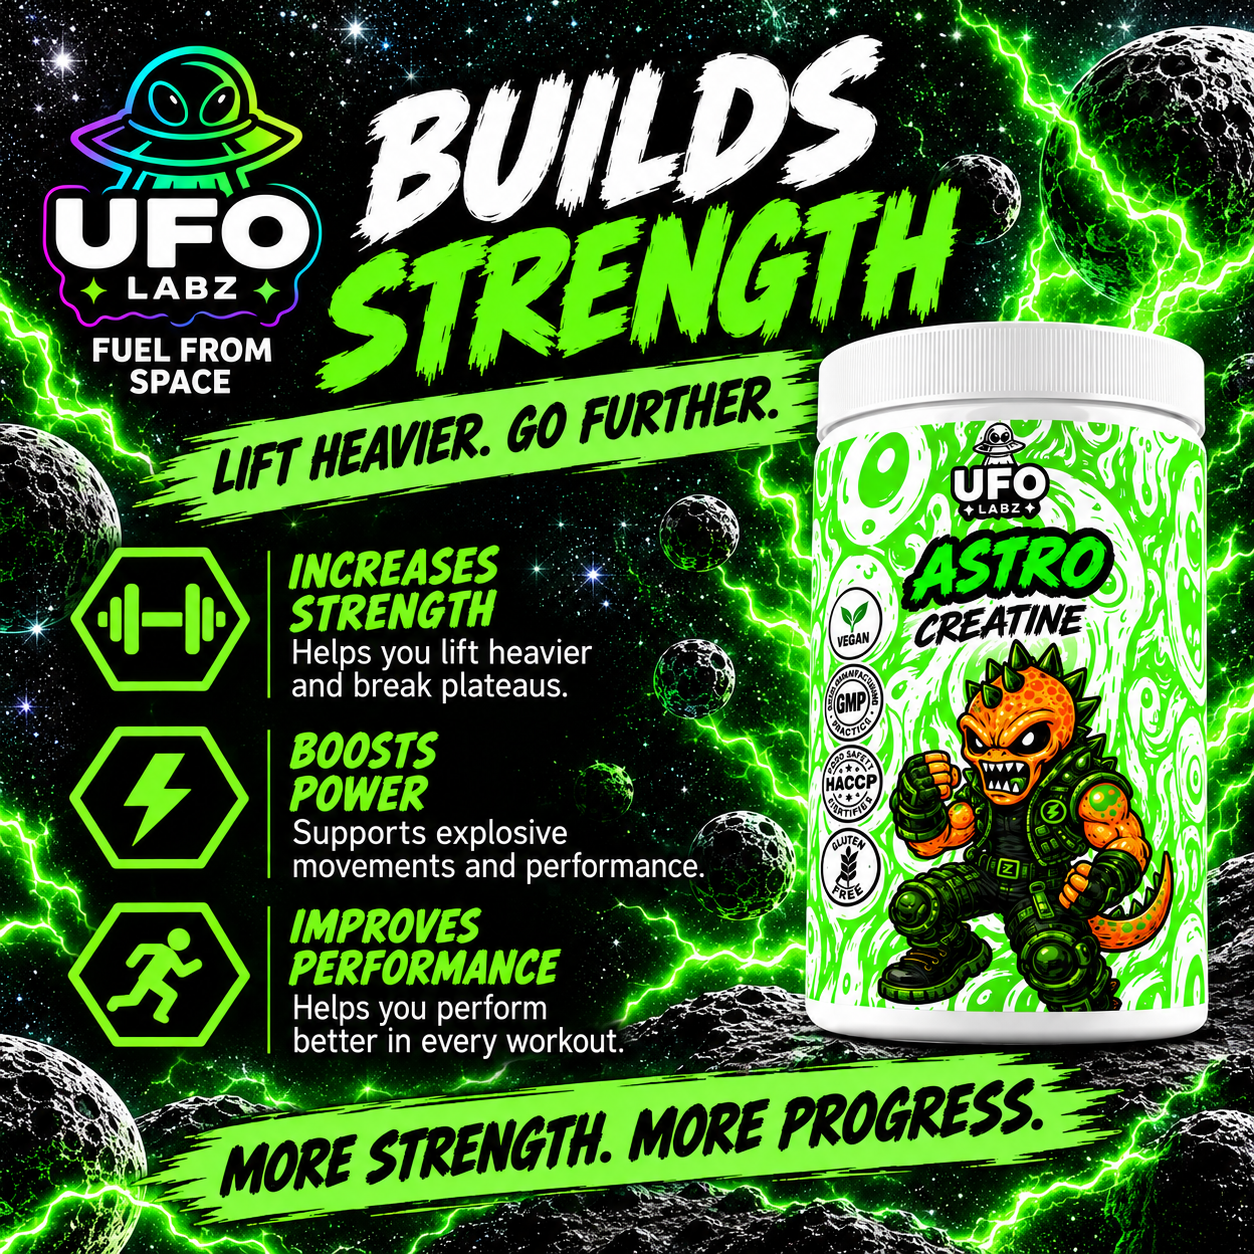 UFO
LABZ
FUEL FROM
SPACE
BUILDS
STRENGTH
LIFT HEAVIER. GO FURTHER.
INCREASES
STRENGTH
Helps you lift heavier
and break plateaus.
BOOSTS
POWER
Supports explosive
movements and performance.
IMPROVES
PERFORMANCE
Helps you perform
better in every workout.
UFO
LABZ
ASTRO
CREATINE
VEGAN
GMP
PRACTICE
HACCP
GLUTEN
FREE
MORE STRENGTH. MORE PROGRESS.